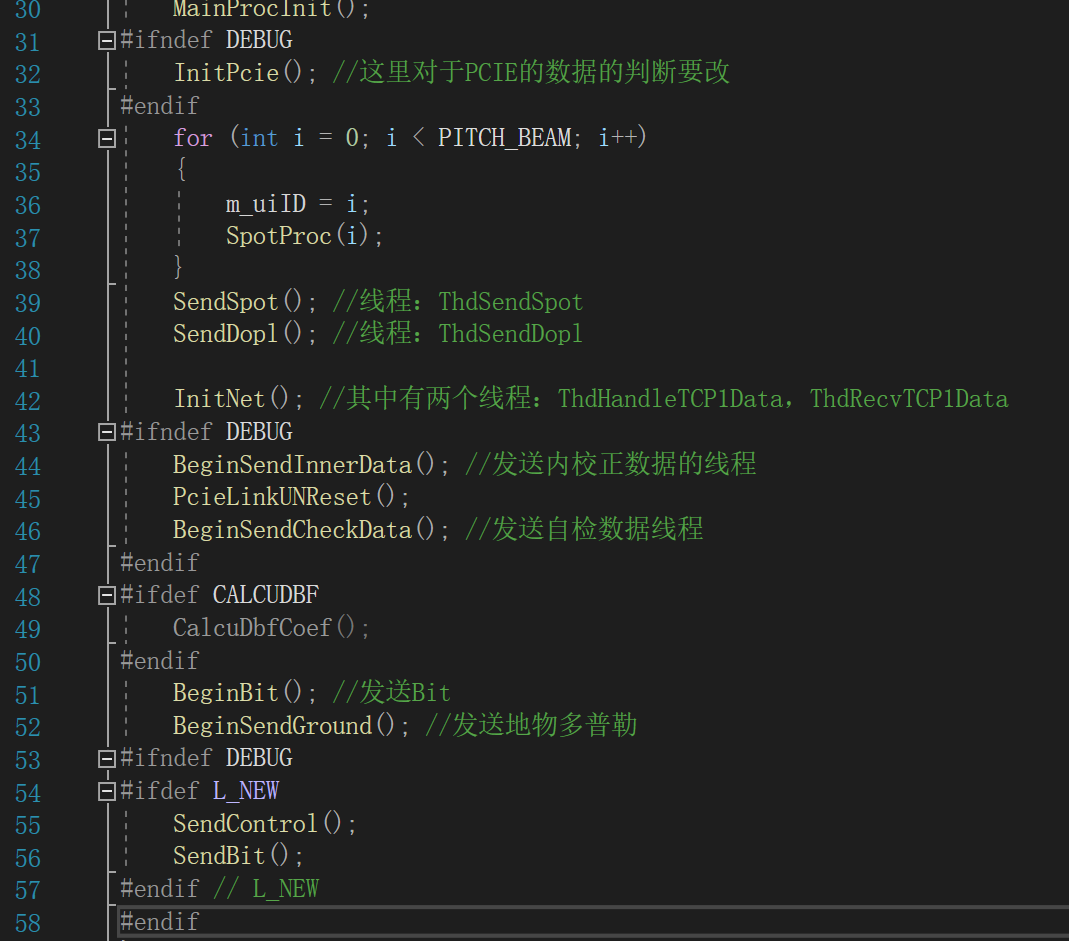 30 MainProcInit();
31 #ifndef DEBUG
32 InitPcie(); //这里对于PCIE的数据的判断要改
33 #endif
34 for (int i = 0; i < PITCH_BEAM; i++)
35 {
36 m_uiID = i;
37 SpotProc(i);
38 }
39 SendSpot(); //线程：ThdSendSpot
40 SendDopl(); //线程：ThdSendDopl
41
42 InitNet(); //其中有两个线程：ThdHandleTCP1Data，ThdRecvTCP1Data
43 #ifndef DEBUG
44 BeginSendInnerData(); //发送内校正数据的线程
45 PcieLinkUNReset();
46 BeginSendCheckData(); //发送自检数据线程
47 #endif
48 #ifdef CALCUDBF
49 CalcuDbfCoef();
50 #endif
51 BeginBit(); //发送Bit
52 BeginSendGround(); //发送地物多普勒
53 #ifndef DEBUG
54 #ifdef L_NEW
55 SendControl();
56 SendBit();
57 #endif // L_NEW
58 #endif